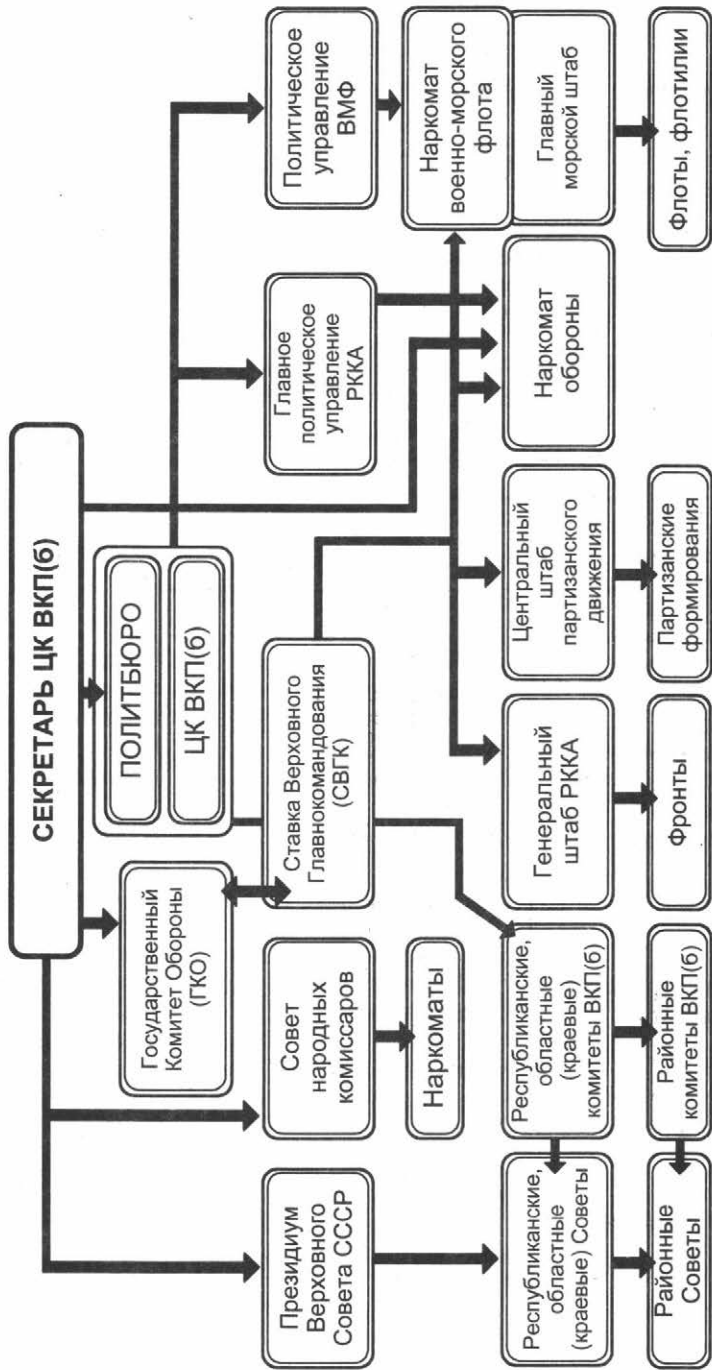 СЕКРЕТАРЬ ЦК ВКП(б)
ПОЛИТБЮРО
ЦК ВКП(б)
Государственный
Комитет Обороны
(ГКО)
Президиум
Верховного
Совета СССР
Совет
народных
комиссаров
Ставка Верховного
Главнокомандования
(СВГК)
Главное
политическое
управление
РККА
Политическое
управление
ВМФ
Наркоматы
Наркомат
военно-морского
флота
Республиканские,
областные
(краевые) Советы
Республиканские,
областные
(краевые)
комитеты ВКП(б)
Генеральный
штаб РККА
Центральный
штаб
партизанского
движения
Наркомат
обороны
Главный
морской штаб
Районные
Советы
Районные
комитеты ВКП(б)
Фронты
Партизанские
формирования
Флоты, флотилии